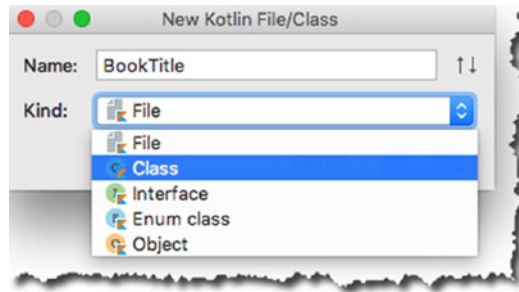 New Kotlin File/Class
Name: BookTitle
Kind: File
File
Class
Interface
Enum class
Object